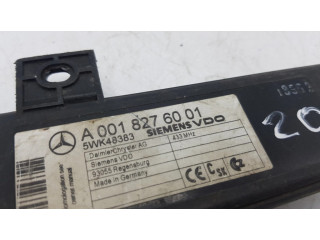 A 001 827 60 01
5WK48383 SIEMENS VDO
DaimlerChrysler AG 433 MHz
Siemens VDO
93055 Regensburg
Made in Germany
CE
20